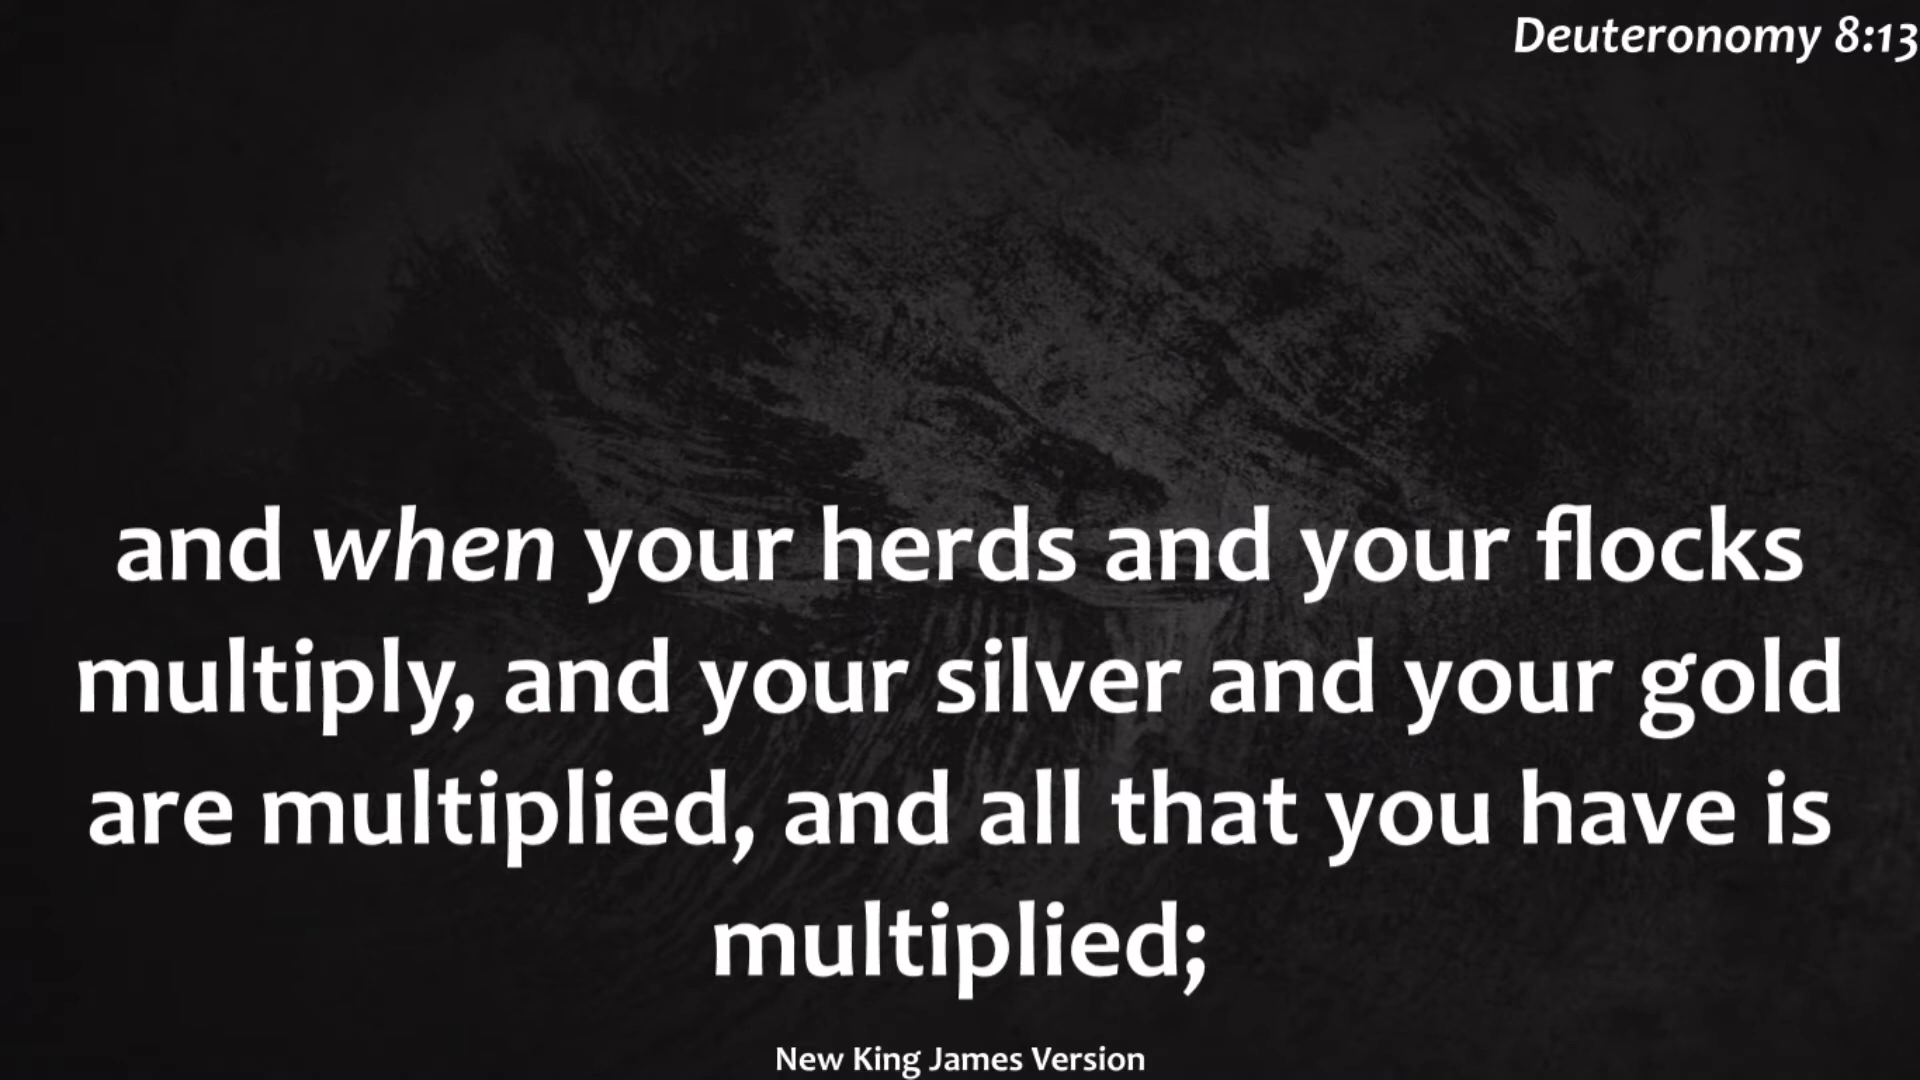 Deuteronomy 8:13
and when your herds and your flocks
multiply, and your silver and your gold
are multiplied, and all that you have is
multiplied;
New King James Version